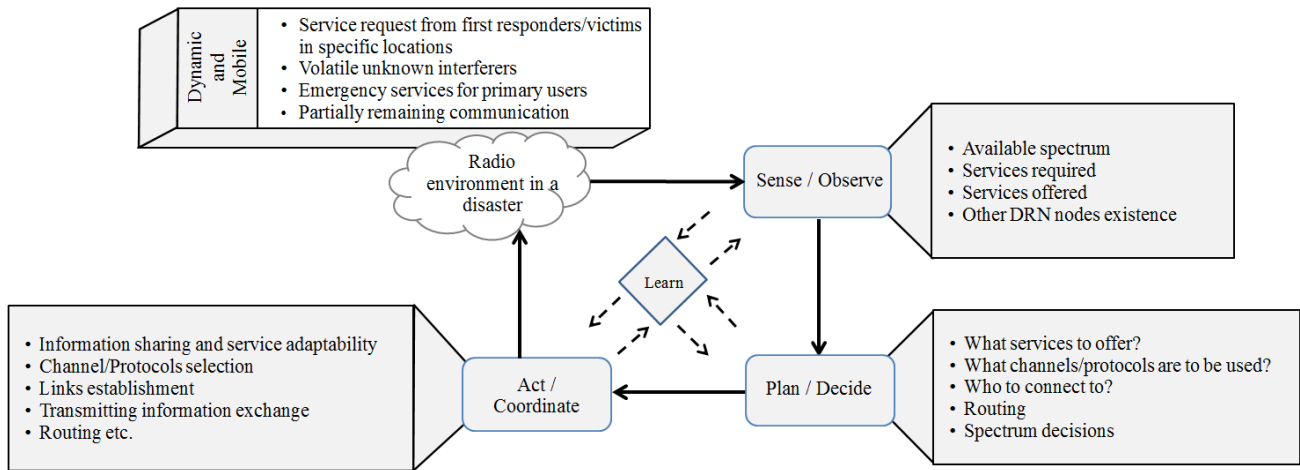 Dynamic
and
Mobile
• Service request from first responders/victims
in specific locations
• Volatile unknown interferers
• Emergency services for primary users
• Partially remaining communication
Radio
environment in a
disaster
Sense / Observe
• Available spectrum
• Services required
• Services offered
• Other DRN nodes existence
Learn
• Information sharing and service adaptability
• Channel/Protocols selection
• Links establishment
• Transmitting information exchange
• Routing etc.
Act /
Coordinate
Plan / Decide
• What services to offer?
• What channels/protocols are to be used?
• Who to connect to?
• Routing
• Spectrum decisions